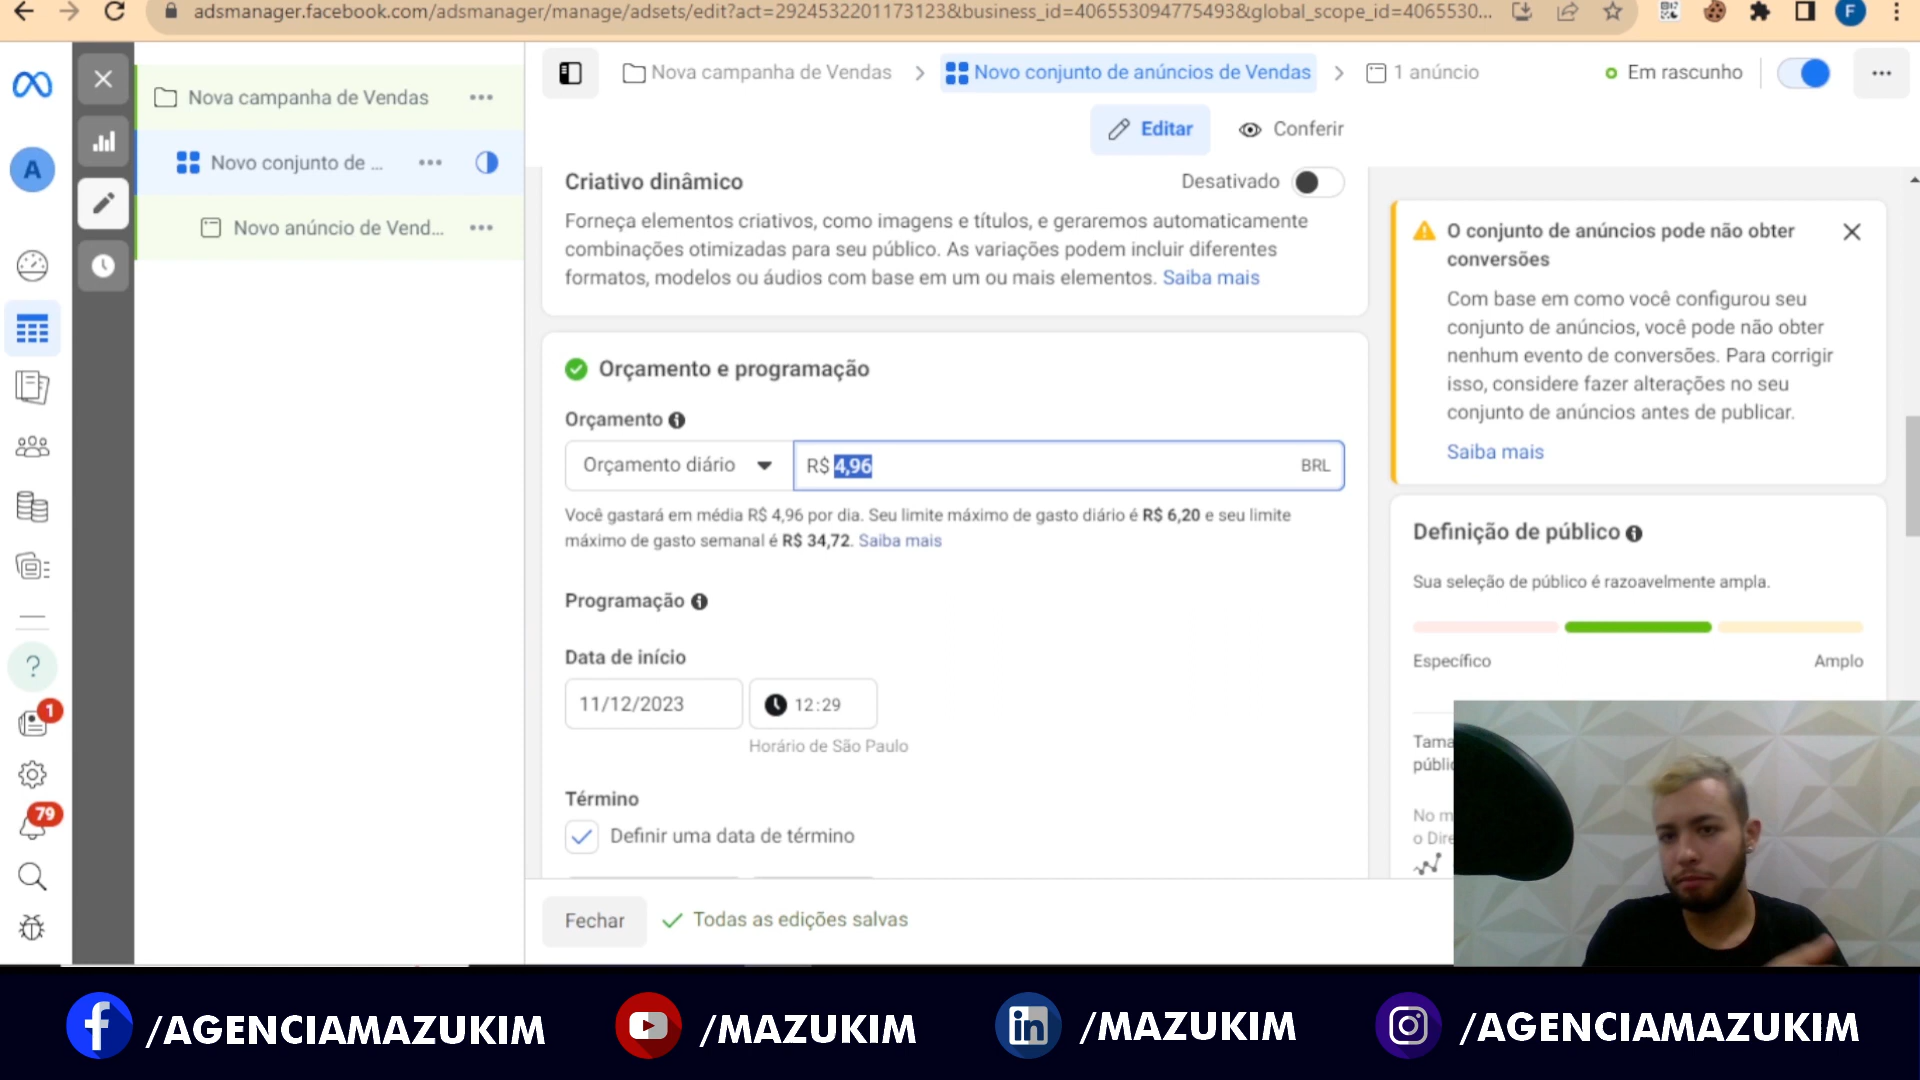 adsmanager.facebook.com/adsmanager/manage/adsets/edit?act=2924532201173123&business_id=406553094775493&global_scope_id=4065530...
F
Nova campanha de Vendas
Novo conjunto de anúncios de Vendas
1 anúncio
Em rascunho
Editar
Conferir
A
Nova campanha de Vendas
Novo conjunto de ...
Novo anúncio de Vend...
1
79
Criativo dinâmico
Desativado
Forneça elementos criativos, como imagens e títulos, e geraremos automaticamente
combinações otimizadas para seu público. As variações podem incluir diferentes
formatos, modelos ou áudios com base em um ou mais elementos. Saiba mais
Orçamento e programação
Orçamento
Orçamento diário
R$ 4,96
BRL
Você gastará em média R$ 4,96 por dia. Seu limite máximo de gasto diário é R$ 6,20 e seu limite
máximo de gasto semanal é R$ 34,72. Saiba mais
Programação
Data de início
11/12/2023
12:29
Horário de São Paulo
Término
Definir uma data de término
Fechar
Todas as edições salvas
O conjunto de anúncios pode não obter
conversões
Com base em como você configurou seu
conjunto de anúncios, você pode não obter
nenhum evento de conversões. Para corrigir
isso, considere fazer alterações no seu
conjunto de anúncios antes de publicar.
Saiba mais
Definição de público
Sua seleção de público é razoavelmente ampla.
Específico
Amplo
/AGENCIAMAZUKIM
/MAZUKIM
/MAZUKIM
/AGENCIAMAZUKIM